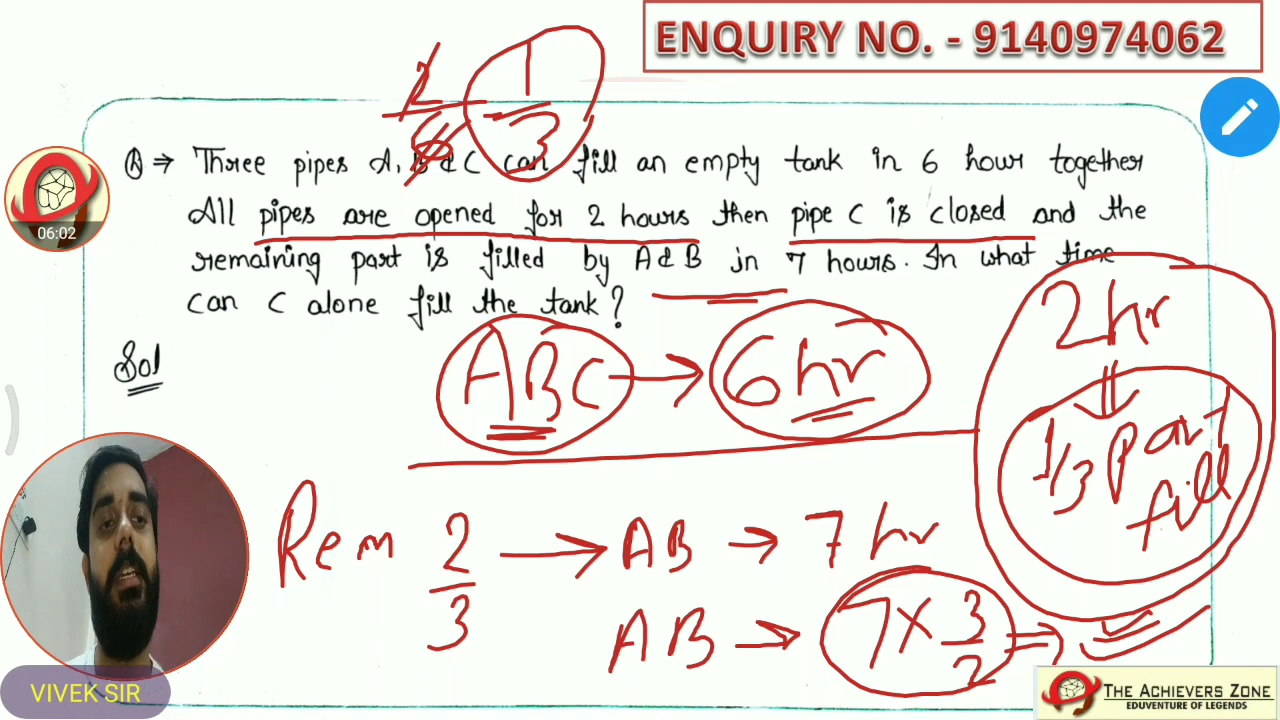 ENQUIRY NO. - 9140974062
2/6 1/3
Q ⇒ Three pipes A, B & C can fill an empty tank in 6 hour together
All pipes are opened for 2 hours then pipe C is closed and the
remaining part is filled by A & B in 7 hours. In what time
can C alone fill the tank?
06:02
Sol
ABC → 6 hr
2 hr
⇓
1/3 part
fill
Rem 2/3 → AB → 7 hr
AB → 7 × 3/2 ⇒
VIVEK SIR
THE ACHIEVERS ZONE
EDUVENTURE OF LEGENDS